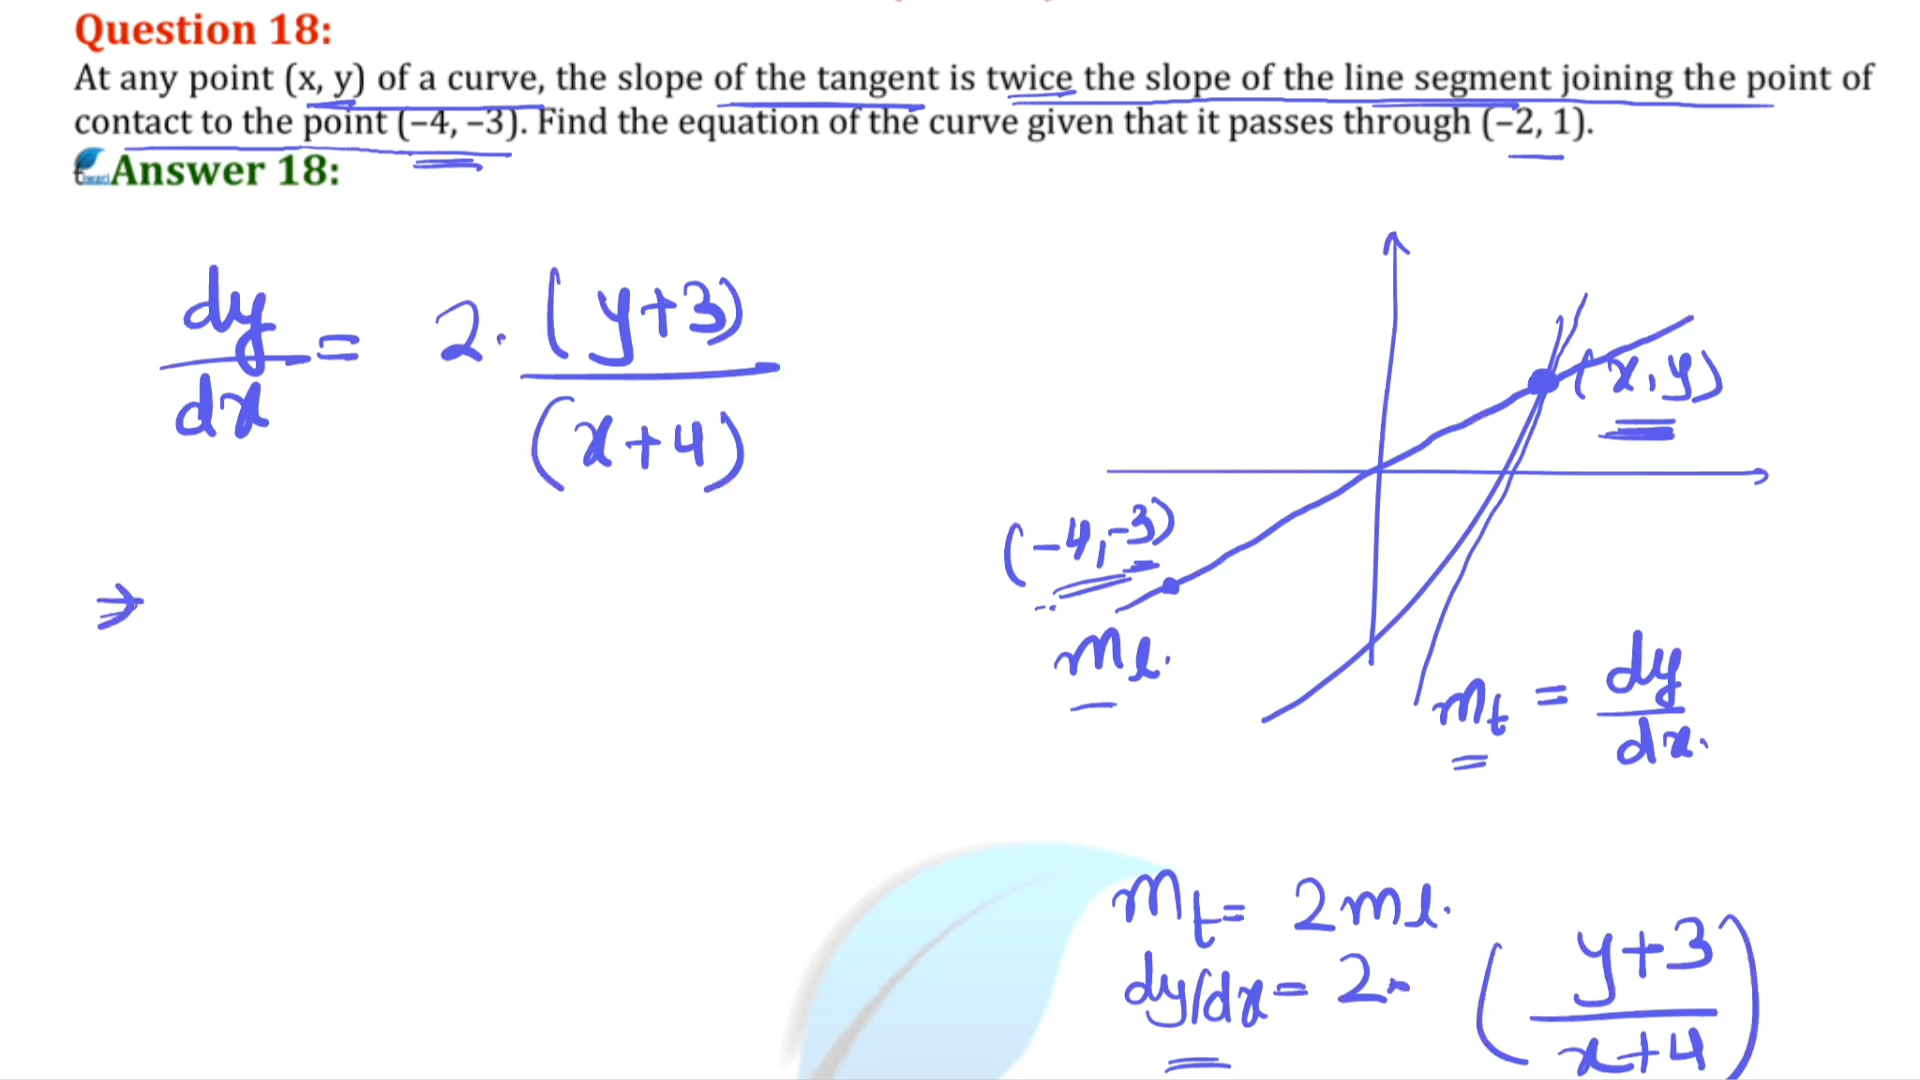 Question 18:
At any point (x, y) of a curve, the slope of the tangent is twice the slope of the line segment joining the point of
contact to the point (−4, −3). Find the equation of the curve given that it passes through (−2, 1).
Answer 18:
dy/dx = 2. (y+3)/(x+4)
(x,y)
(-4,-3)
⇒
ml.
mt = dy/dx.
mt = 2ml.
dy/dx = 2. (y+3/x+4)